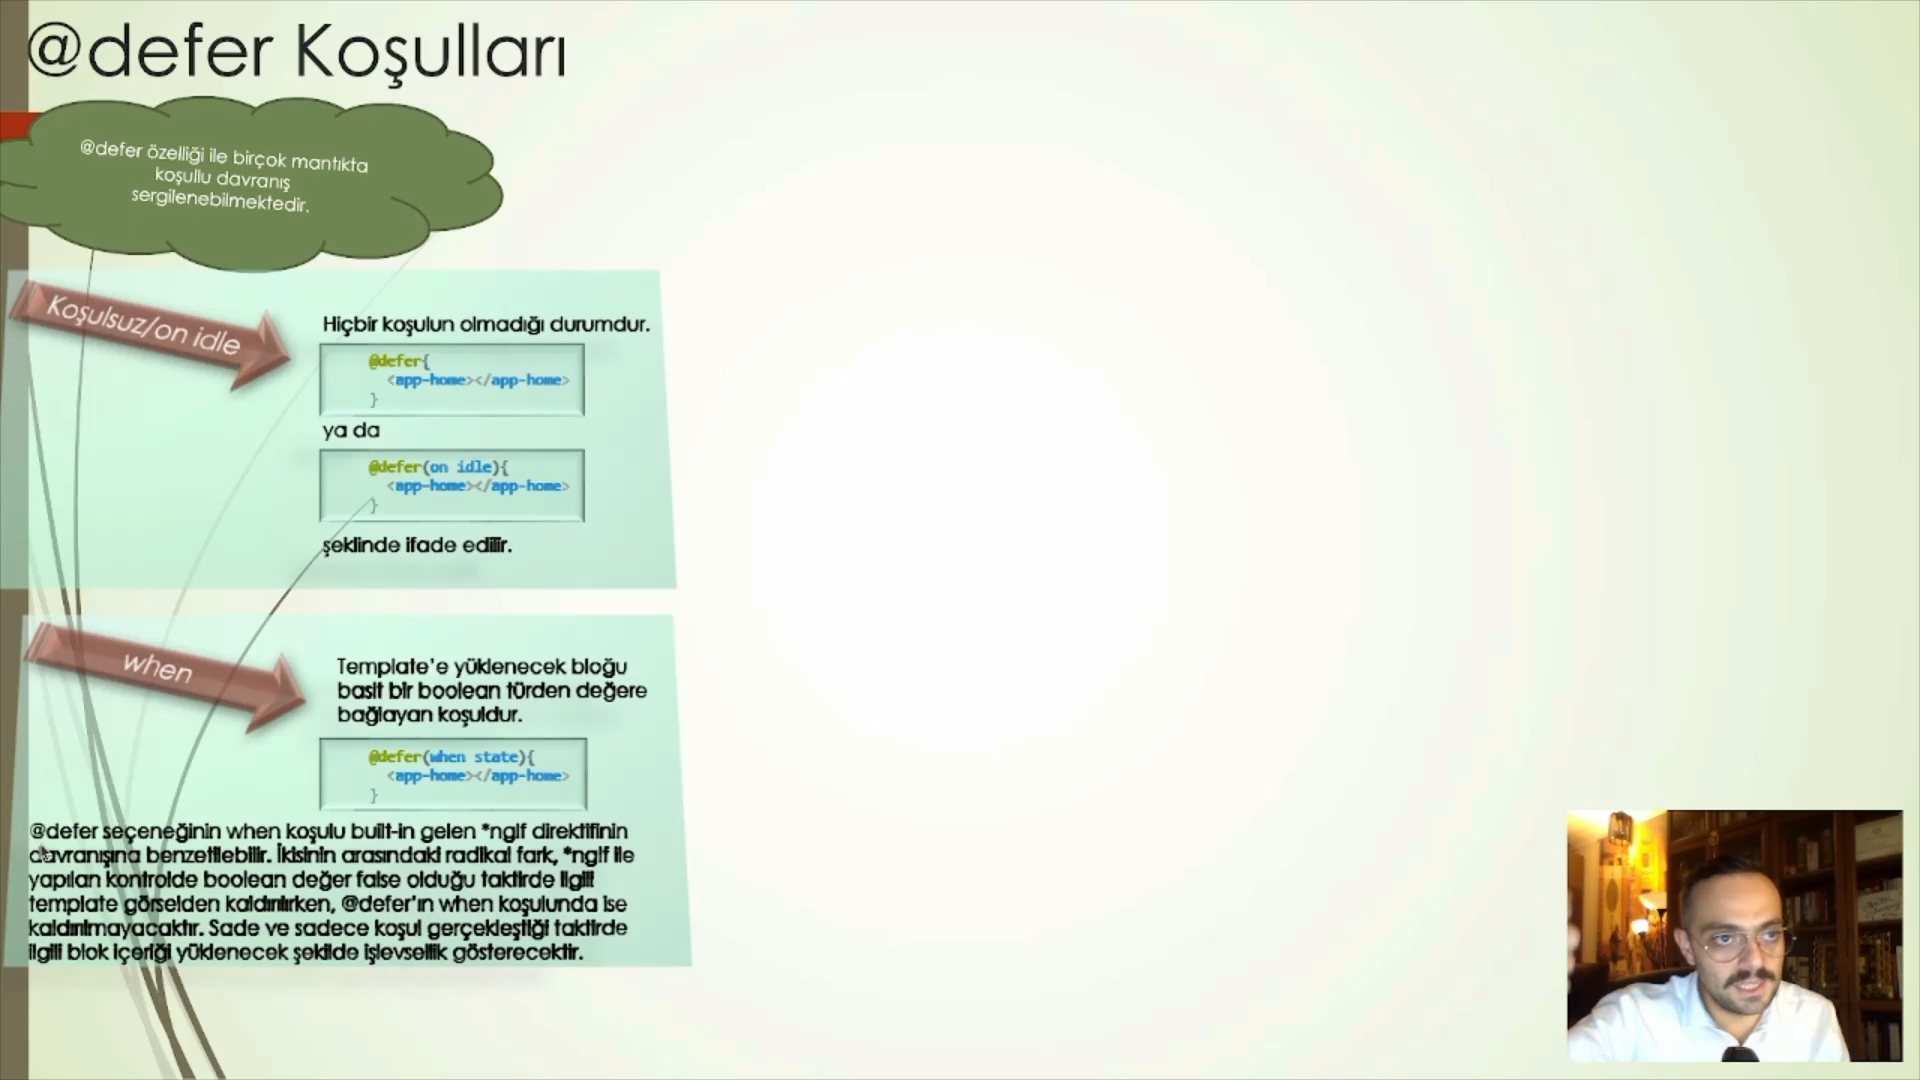 @defer Koşulları
@defer özelliği ile birçok mantıkta
koşullu davranış
sergilenebilmektedir.
Koşulsuz/on idle
Hiçbir koşulun olmadığı durumdur.
@defer{
<app-home></app-home>
}
ya da
@defer(on idle){
<app-home></app-home>
}
şeklinde ifade edilir.
when
Template'e yüklenecek bloğu
basit bir boolean türden değere
bağlayan koşuldur.
@defer(when state){
<app-home></app-home>
}
@defer seçeneğinin when koşulu built-in gelen *ngIf direktifinin
davranışına benzetilebilir. İkisinin arasındaki radikal fark, *ngIf ile
yapılan kontrolde boolean değer false olduğu taktirde ilgili
template görselden kaldırılırken, @defer'ın when koşulunda ise
kaldırılmayacaktır. Sade ve sadece koşul gerçekleştiği taktirde
ilgili blok içeriği yüklenecek şekilde işlevsellik gösterecektir.